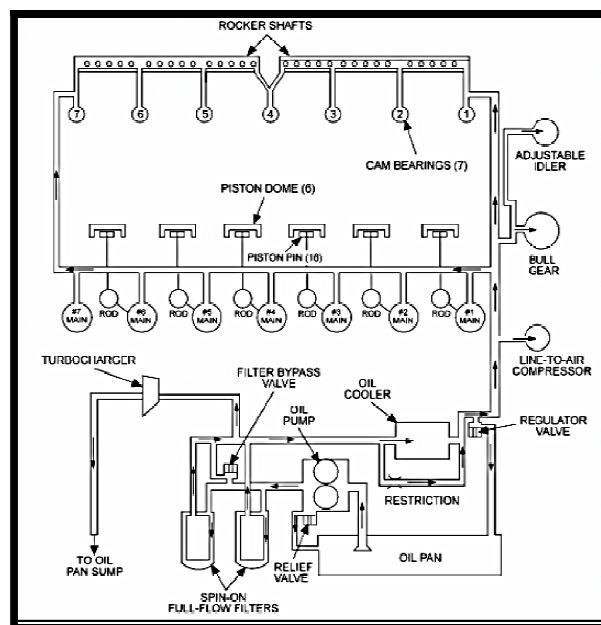 ROCKER SHAFTS
7
6
5
4
3
2
1
CAM BEARINGS (7)
ADJUSTABLE
IDLER
PISTON DOME (6)
PISTON PIN (16)
BULL
GEAR
#7
MAIN
ROD
#6
MAIN
ROD
#5
MAIN
ROD
#4
MAIN
ROD
#3
MAIN
ROD
#2
MAIN
ROD
#1
MAIN
TURBOCHARGER
FILTER BYPASS
VALVE
OIL
PUMP
OIL
COOLER
LINE-TO-AIR
COMPRESSOR
REGULATOR
VALVE
RESTRICTION
TO OIL
PAN SUMP
SPIN-ON
FULL-FLOW FILTERS
RELIEF
VALVE
OIL PAN